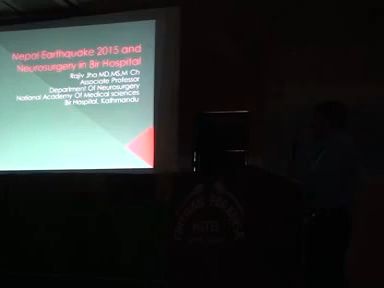 Nepal Earthquake 2015 and
Neurosurgery in Bir Hospital
Rajiv Jha MD,MS,M Ch
Associate Professor
Department Of Neurosurgery
National Academy Of Medical sciences
Bir Hospital, Kathmandu